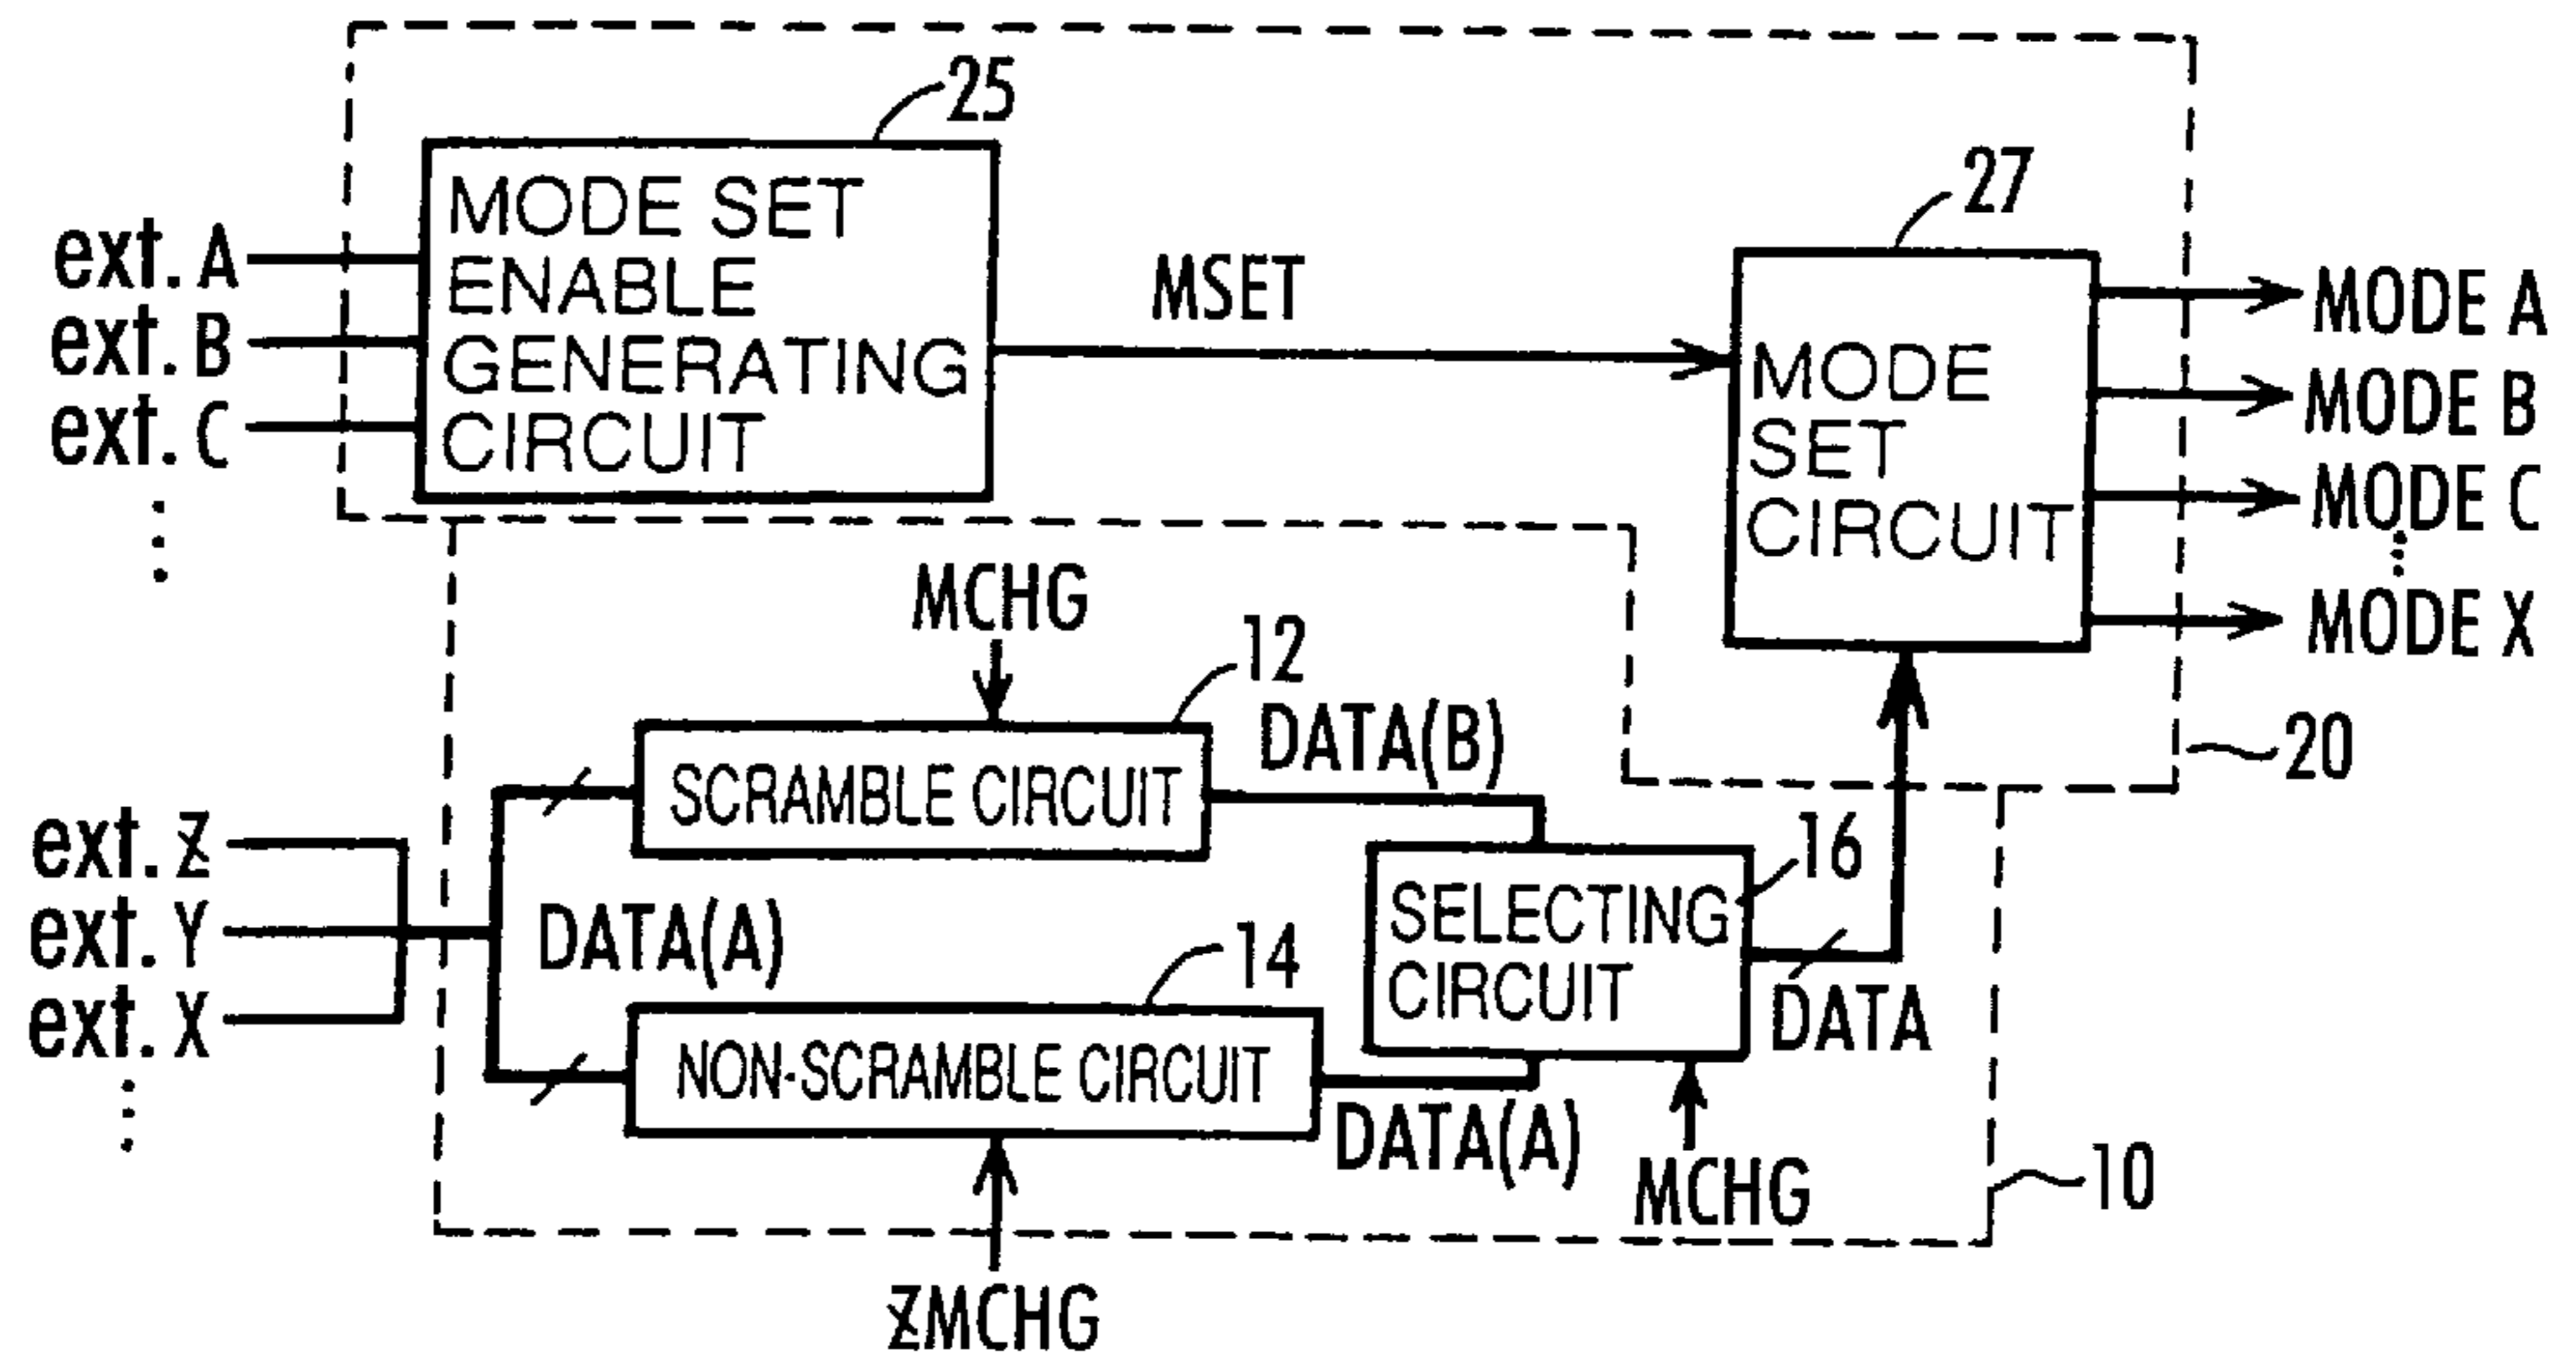 25
MODE SET
ENABLE
GENERATING
CIRCUIT
ext. A
ext. B
ext. C
MSET
27
MODE
SET
CIRCUIT
MODE A
MODE B
MODE C
MODE X
20
MCHG
12
SCRAMBLE CIRCUIT
DATA(B)
ext. Z
ext. Y
ext. X
DATA(A)
14
NON-SCRAMBLE CIRCUIT
DATA(A)
16
SELECTING
CIRCUIT
DATA
MCHG
10
ZMCHG